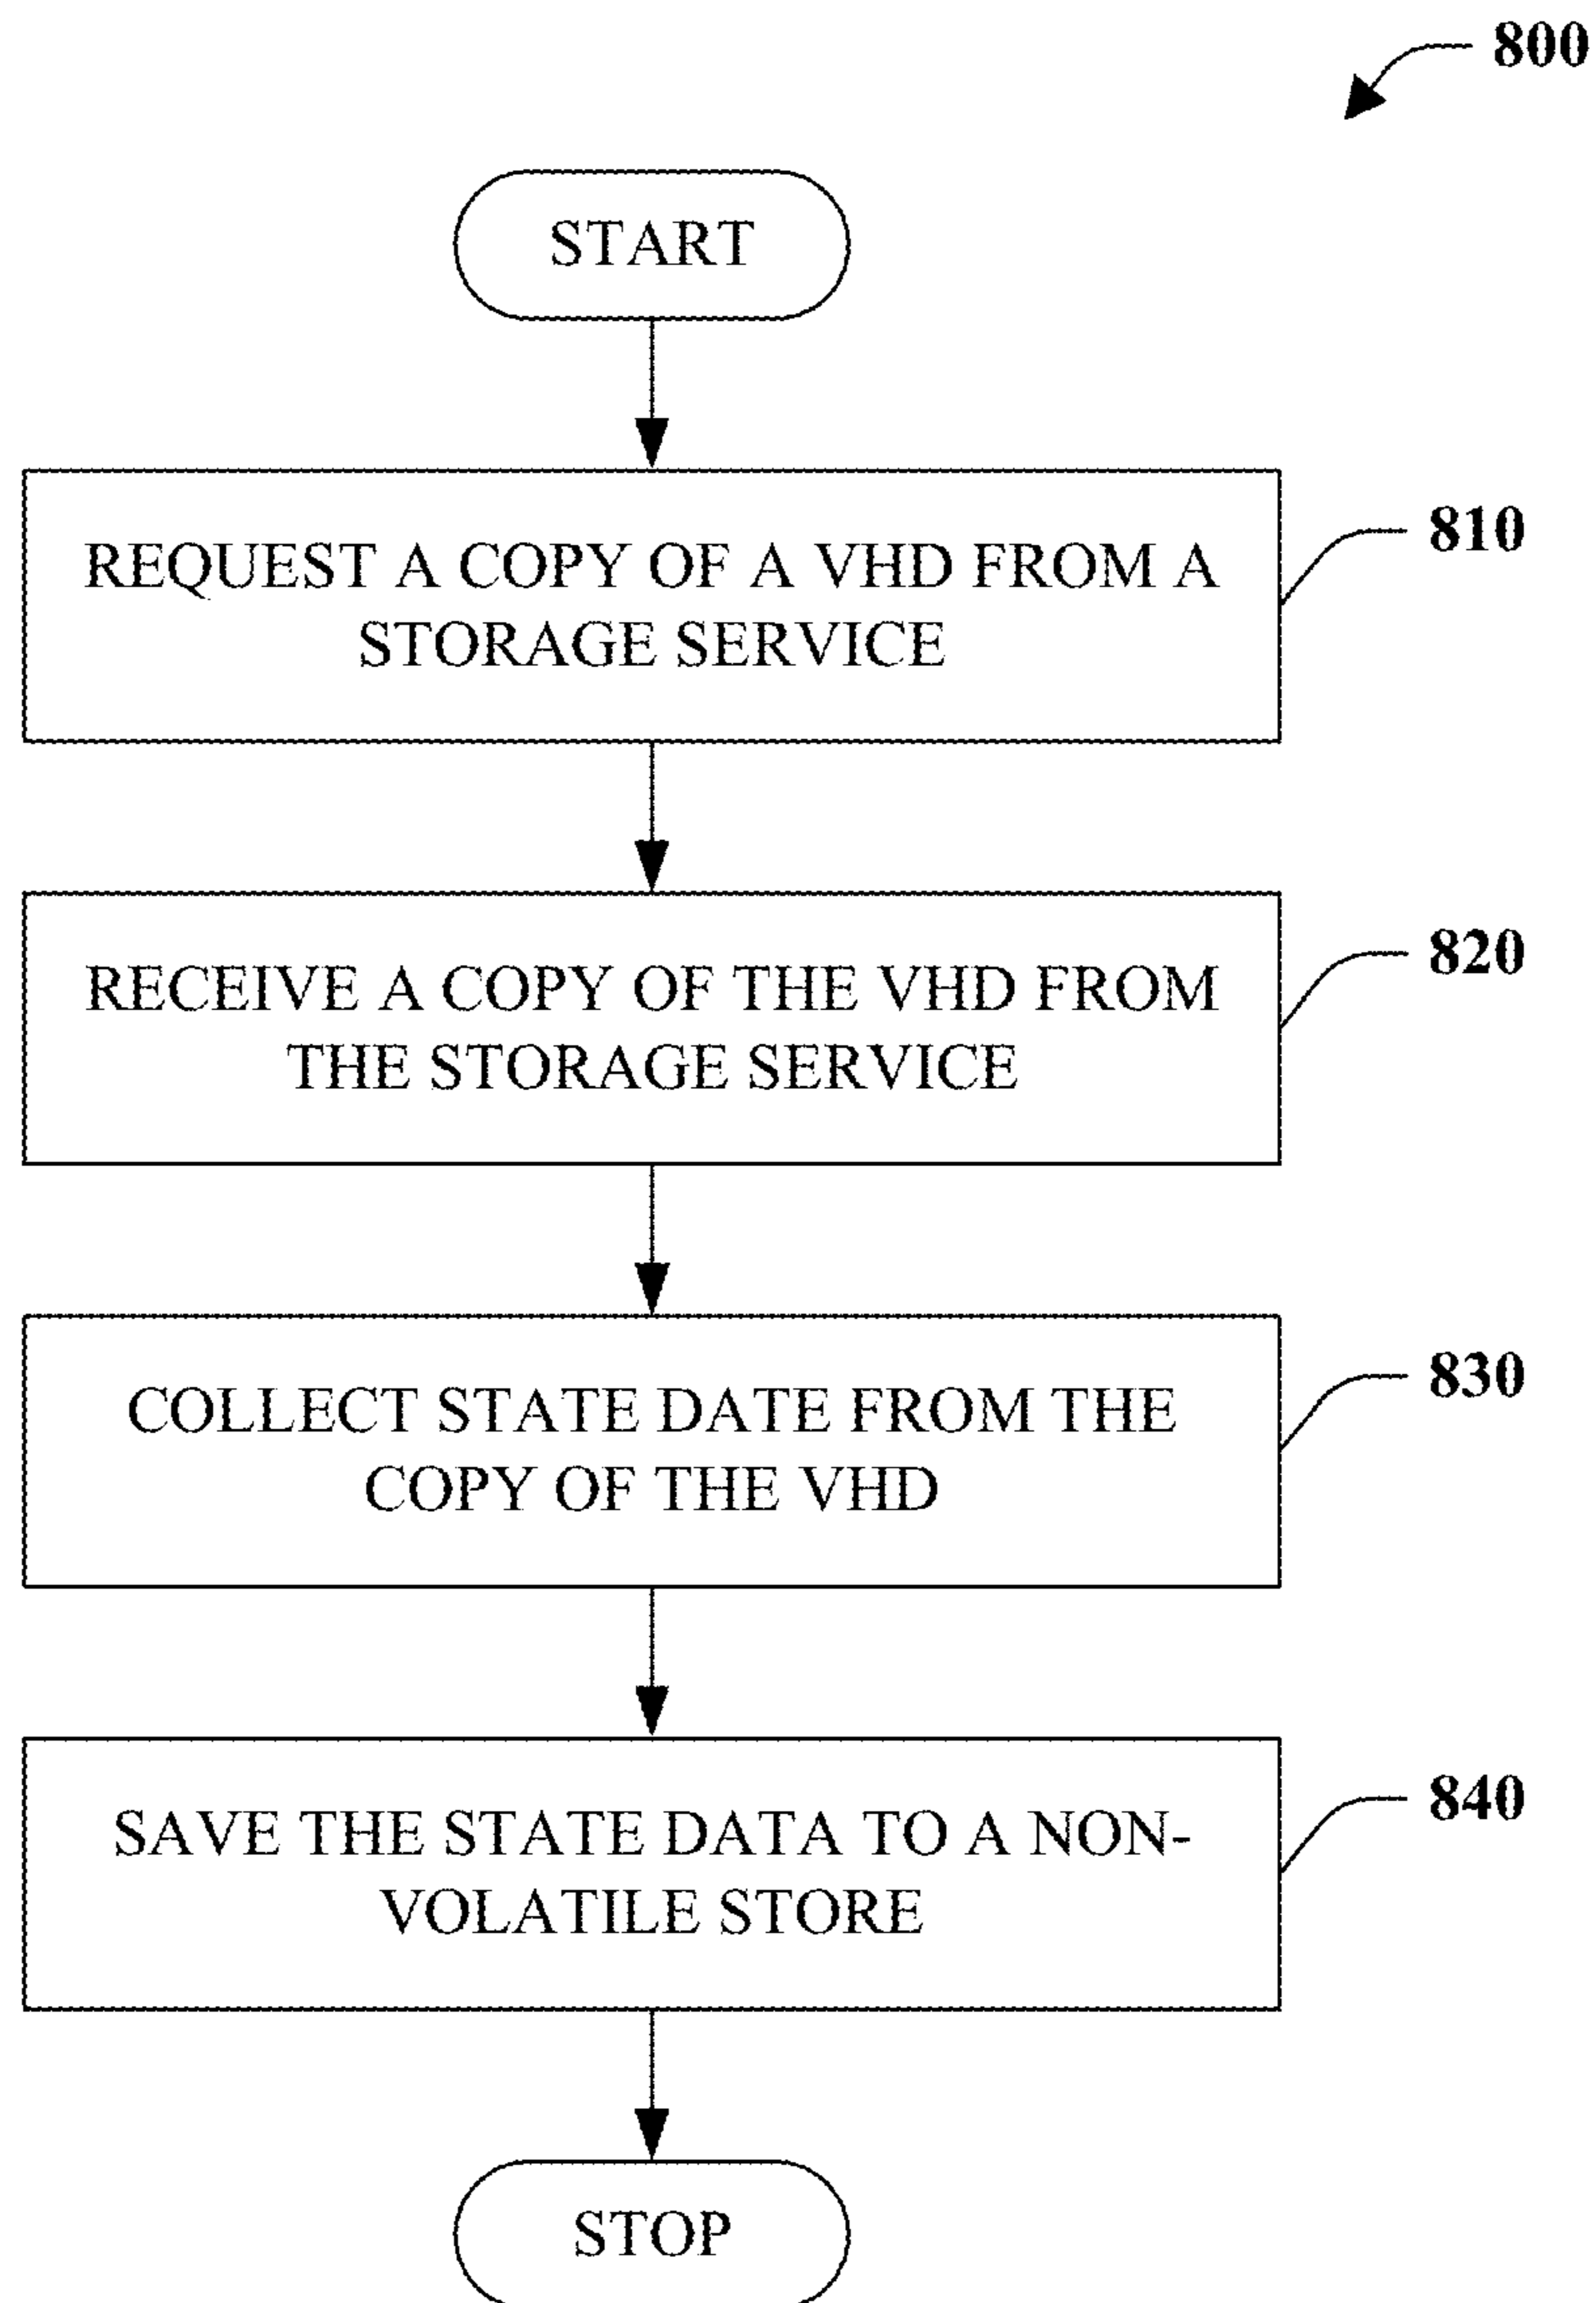 800
START
REQUEST A COPY OF A VHD FROM A
STORAGE SERVICE
810
RECEIVE A COPY OF THE VHD FROM
THE STORAGE SERVICE
820
COLLECT STATE DATE FROM THE
COPY OF THE VHD
830
SAVE THE STATE DATA TO A NON-
VOLATILE STORE
840
STOP